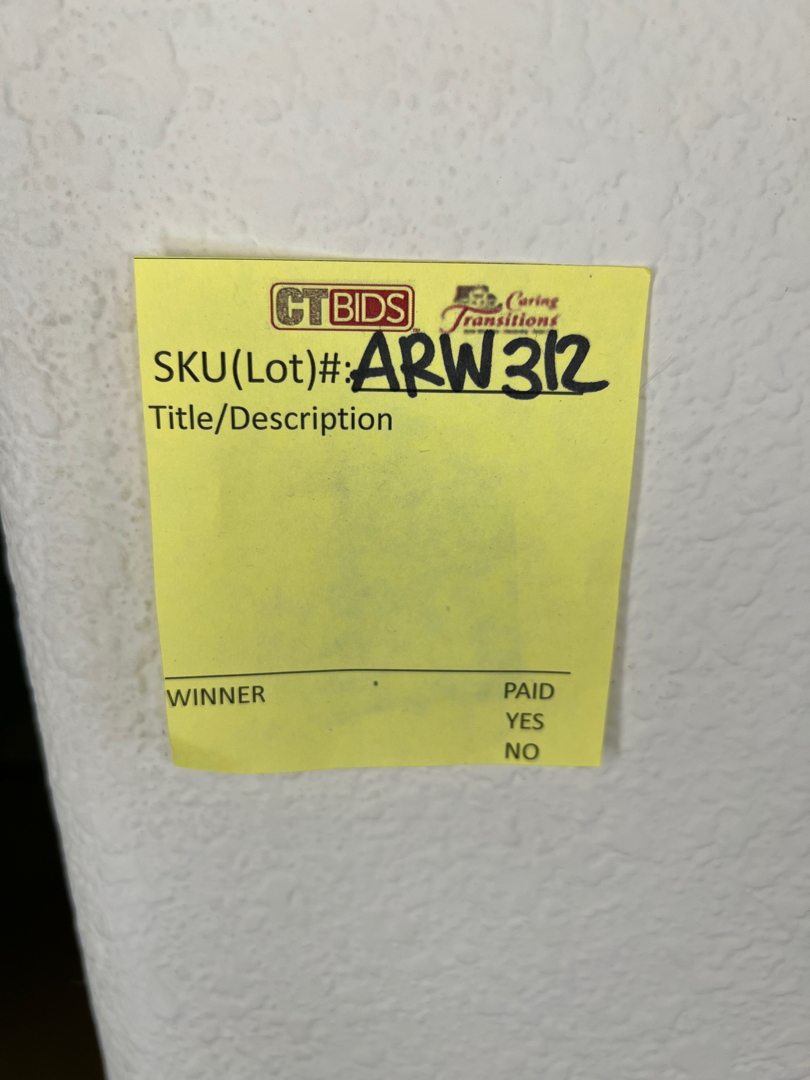 CTBIDS Caring Transitions
SKU(Lot)#: ARW312
Title/Description
WINNER PAID
YES
NO